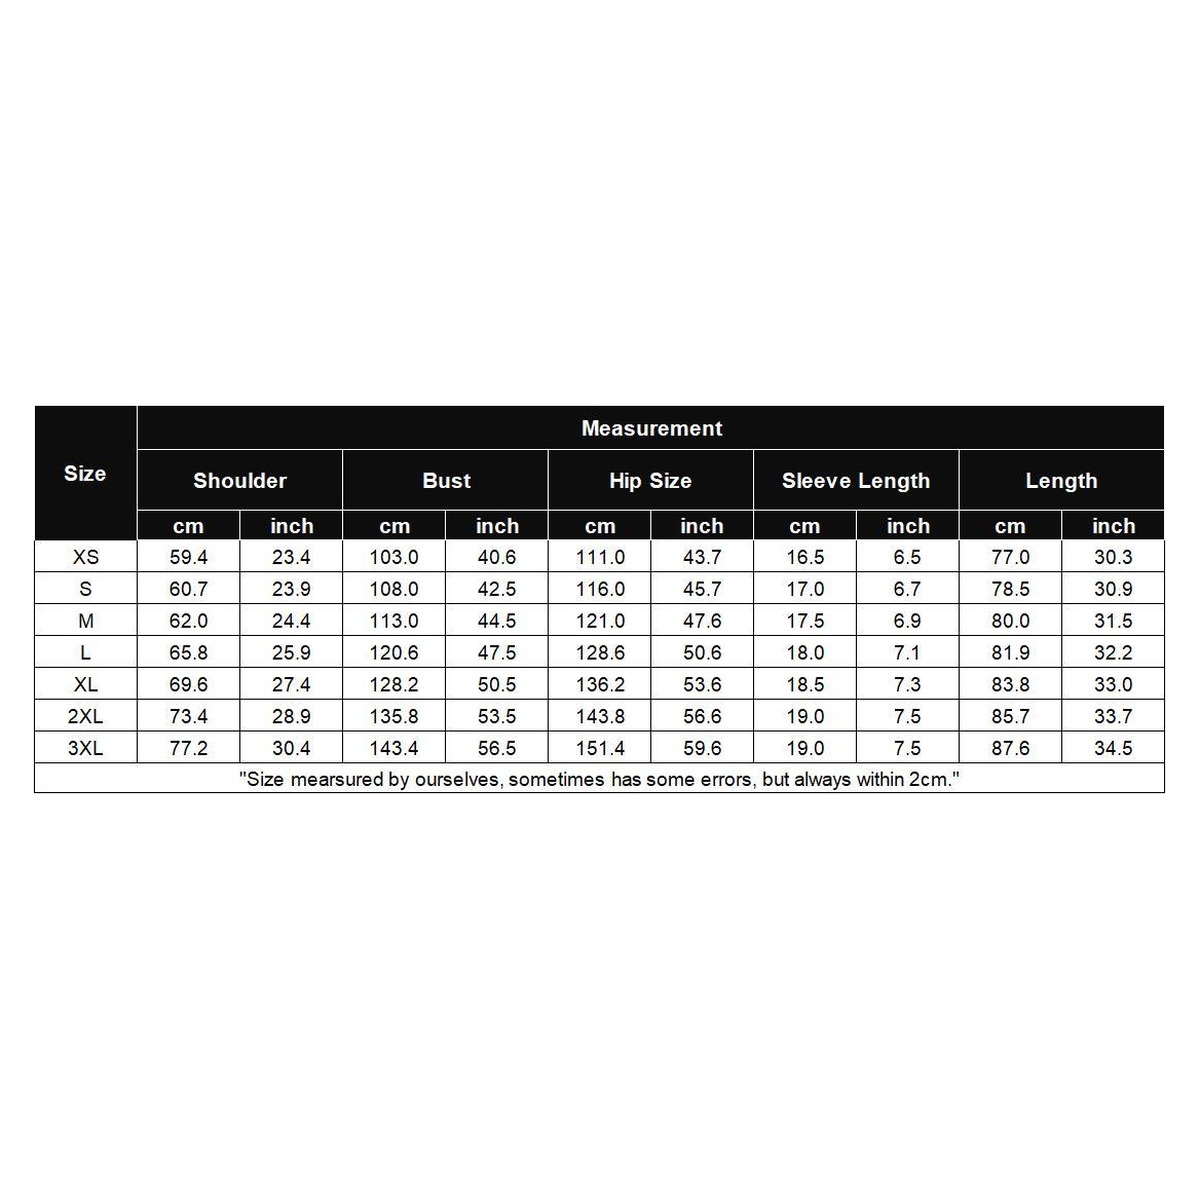 Size
Measurement
Shoulder Bust Hip Size Sleeve Length Length
cm inch cm inch cm inch cm inch cm inch
XS 59.4 23.4 103.0 40.6 111.0 43.7 16.5 6.5 77.0 30.3
S 60.7 23.9 108.0 42.5 116.0 45.7 17.0 6.7 78.5 30.9
M 62.0 24.4 113.0 44.5 121.0 47.6 17.5 6.9 80.0 31.5
L 65.8 25.9 120.6 47.5 128.6 50.6 18.0 7.1 81.9 32.2
XL 69.6 27.4 128.2 50.5 136.2 53.6 18.5 7.3 83.8 33.0
2XL 73.4 28.9 135.8 53.5 143.8 56.6 19.0 7.5 85.7 33.7
3XL 77.2 30.4 143.4 56.5 151.4 59.6 19.0 7.5 87.6 34.5
"Size mearsured by ourselves, sometimes has some errors, but always within 2cm."